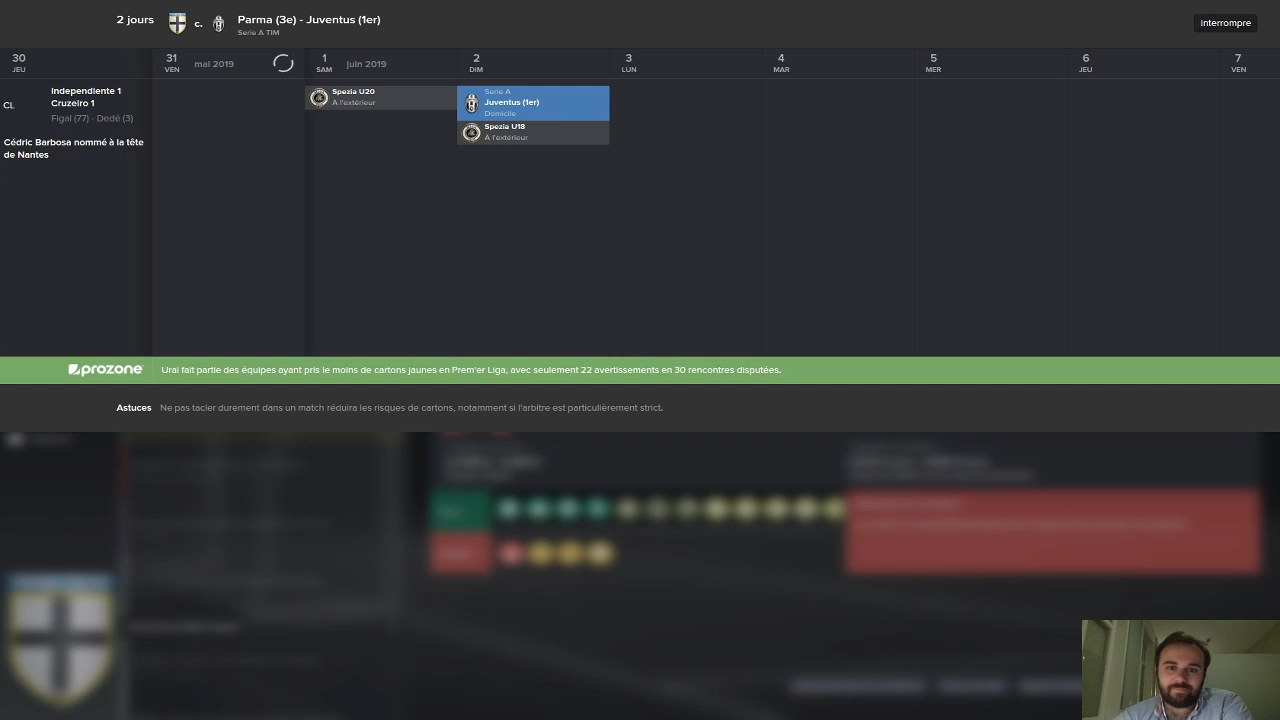 2 jours
c.
Parma (3e) - Juventus (1er)
Serie A TIM
Interrompre
30
JEU
31
VEN
mai 2019
1
SAM
juin 2019
2
DIM
3
LUN
4
MAR
5
MER
6
JEU
7
VEN
CL
Independiente 1
Cruzeiro 1
Figal (77) - Dedé (3)
Cédric Barbosa nommé à la tête
de Nantes
Spezia U20
À l'extérieur
Serie A
Juventus (1er)
Domicile
Spezia U18
À l'extérieur
prozone
Ural fait partie des équipes ayant pris le moins de cartons jaunes en Prem'er Liga, avec seulement 22 avertissements en 30 rencontres disputées.
Astuces
Ne pas tacler durement dans un match réduira les risques de cartons, notamment si l'arbitre est particulièrement strict.